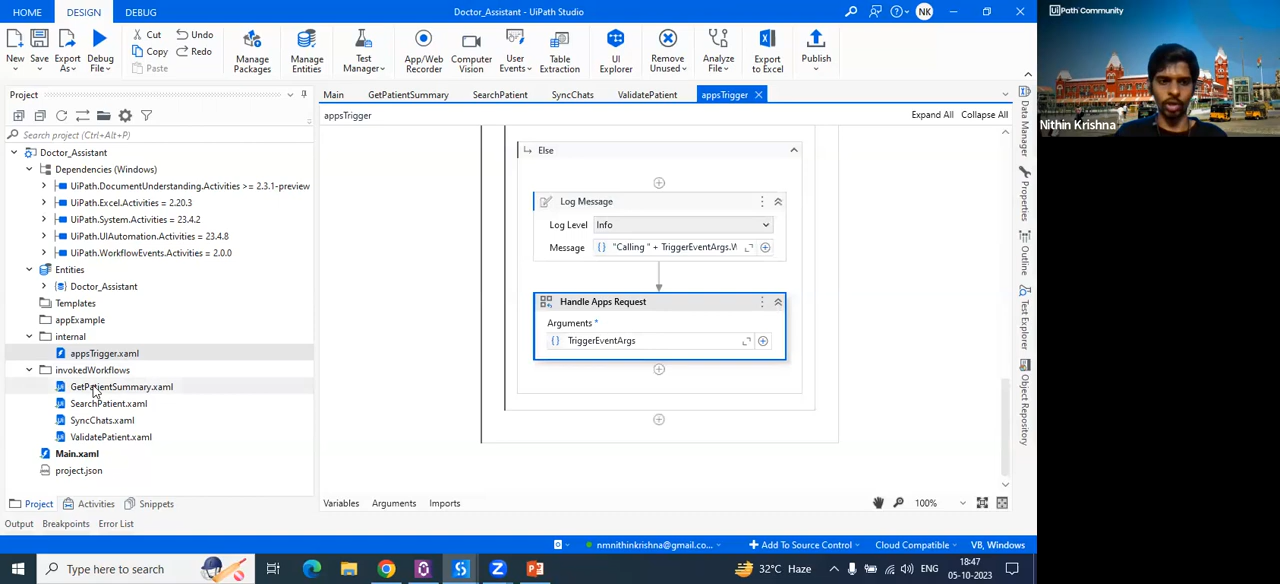 HOME DESIGN DEBUG Doctor_Assistant - UiPath Studio NK
New Save Export As Debug File Cut Copy Paste Undo Redo Manage Packages Manage Entities Test Manager App/Web Recorder Computer Vision User Events Table Extraction UI Explorer Remove Unused Analyze File Export to Excel Publish
Project
Search project (Ctrl+Alt+P)
Doctor_Assistant
Dependencies (Windows)
UiPath.DocumentUnderstanding.Activities >= 2.3.1-preview
UiPath.Excel.Activities = 2.20.3
UiPath.System.Activities = 23.4.2
UiPath.UIAutomation.Activities = 23.4.8
UiPath.WorkflowEvents.Activities = 2.0.0
Entities
Doctor_Assistant
Templates
appExample
internal
appsTrigger.xaml
invokedWorkflows
GetPatientSummary.xaml
SearchPatient.xaml
SyncChats.xaml
ValidatePatient.xaml
Main.xaml
project.json
Project Activities Snippets
Output Breakpoints Error List
Main GetPatientSummary SearchPatient SyncChats ValidatePatient appsTrigger
appsTrigger Expand All Collapse All
Else
Log Message
Log Level Info
Message "Calling " + TriggerEventArgs.W
Handle Apps Request
Arguments *
TriggerEventArgs
Variables Arguments Imports 100%
Data Manager
Properties
Outline
Test Explorer
Object Repository
0 nmnithinkrishna@gmail.co... Add To Source Control Cloud Compatible VB, Windows
Type here to search 32°C Haze ENG 18:47
05-10-2023
UiPath Community
Nithin Krishna